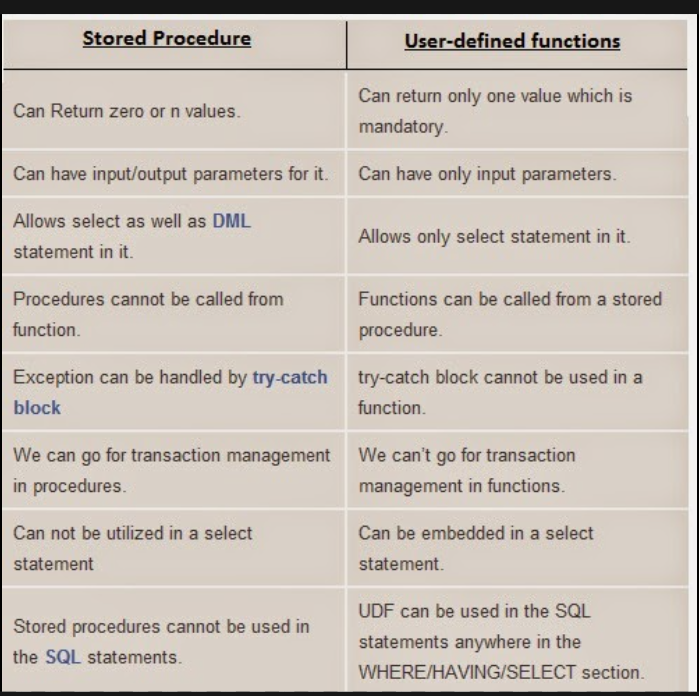 Stored Procedure
User-defined functions
Can Return zero or n values.
Can return only one value which is
mandatory.
Can have input/output parameters for it.
Can have only input parameters.
Allows select as well as DML
statement in it.
Allows only select statement in it.
Procedures cannot be called from
function.
Functions can be called from a stored
procedure.
Exception can be handled by try-catch
block
try-catch block cannot be used in a
function.
We can go for transaction management
in procedures.
We can't go for transaction
management in functions.
Can not be utilized in a select
statement
Can be embedded in a select
statement.
Stored procedures cannot be used in
the SQL statements.
UDF can be used in the SQL
statements anywhere in the
WHERE/HAVING/SELECT section.